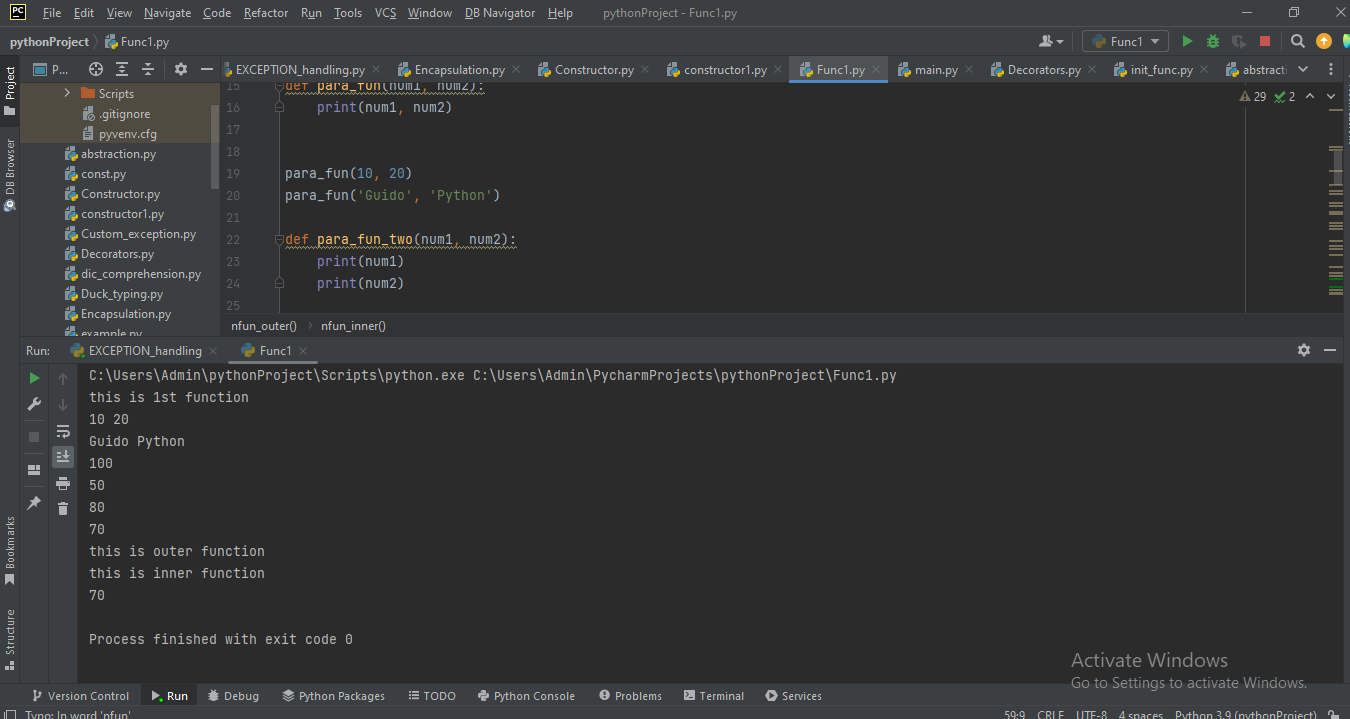 PC File Edit View Navigate Code Refactor Run Tools VCS Window DB Navigator Help pythonProject - Func1.py
pythonProject Func1.py Func1
Project
P... EXCEPTION_handling.py Encapsulation.py Constructor.py constructor1.py Func1.py main.py Decorators.py init_func.py abstracti
Scripts
.gitignore
pyvenv.cfg
abstraction.py
const.py
Constructor.py
constructor1.py
Custom_exception.py
Decorators.py
dic_comprehension.py
Duck_typing.py
Encapsulation.py
example.py
DB Browser
29 2
15 def para_fun(num1, num2):
16 print(num1, num2)
17
18
19 para_fun(10, 20)
20 para_fun('Guido', 'Python')
21
22 def para_fun_two(num1, num2):
23 print(num1)
24 print(num2)
25
nfun_outer() nfun_inner()
Run: EXCEPTION_handling Func1
C:\Users\Admin\pythonProject\Scripts\python.exe C:\Users\Admin\PycharmProjects\pythonProject\Func1.py
this is 1st function
10 20
Guido Python
100
50
80
70
this is outer function
this is inner function
70
Process finished with exit code 0
Bookmarks
Structure
Activate Windows
Go to Settings to activate Windows.
Version Control Run Debug Python Packages TODO Python Console Problems Terminal Services
Typo: In word 'nfun' 59:9 CRLF UTF-8 4 spaces Python 3.9 (pythonProject)